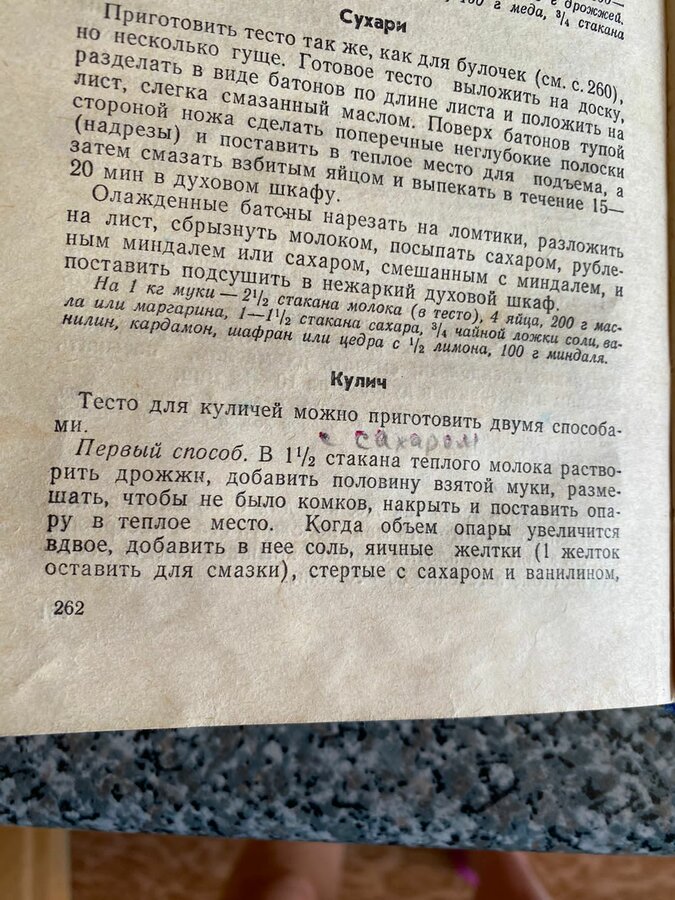 дрожжей.
100 г меда, 3/4 стакана
Сухари
Приготовить тесто так же, как для булочек (см. с. 260),
но несколько гуще. Готовое тесто выложить на доску,
разделать в виде батонов по длине листа и положить на
лист, слегка смазанный маслом. Поверх батонов тупой
стороной ножа сделать поперечные неглубокие полоски
(надрезы) и поставить в теплое место для подъема, а
затем смазать взбитым яйцом и выпекать в течение 15—
20 мин в духовом шкафу.
Олажденные батоны нарезать на ломтики, разложить
на лист, сбрызнуть молоком, посыпать сахаром, рубле-
ным миндалем или сахаром, смешанным с миндалем, и
поставить подсушить в нежаркий духовой шкаф.
На 1 кг муки — 2 1/2 стакана молока (в тесто), 4 яйца, 200 г мас-
ла или маргарина, 1—1 1/2 стакана сахара, 3/4 чайной ложки соли, ва-
нилин, кардамон, шафран или цедра с 1/2 лимона, 100 г миндаля.
Кулич
Тесто для куличей можно приготовить двумя способа-
ми.
с сахаром
Первый способ. В 1 1/2 стакана теплого молока раство-
рить дрожжи, добавить половину взятой муки, разме-
шать, чтобы не было комков, накрыть и поставить опа-
ру в теплое место. Когда объем опары увеличится
вдвое, добавить в нее соль, яичные желтки (1 желток
оставить для смазки), стертые с сахаром и ванилином,
262